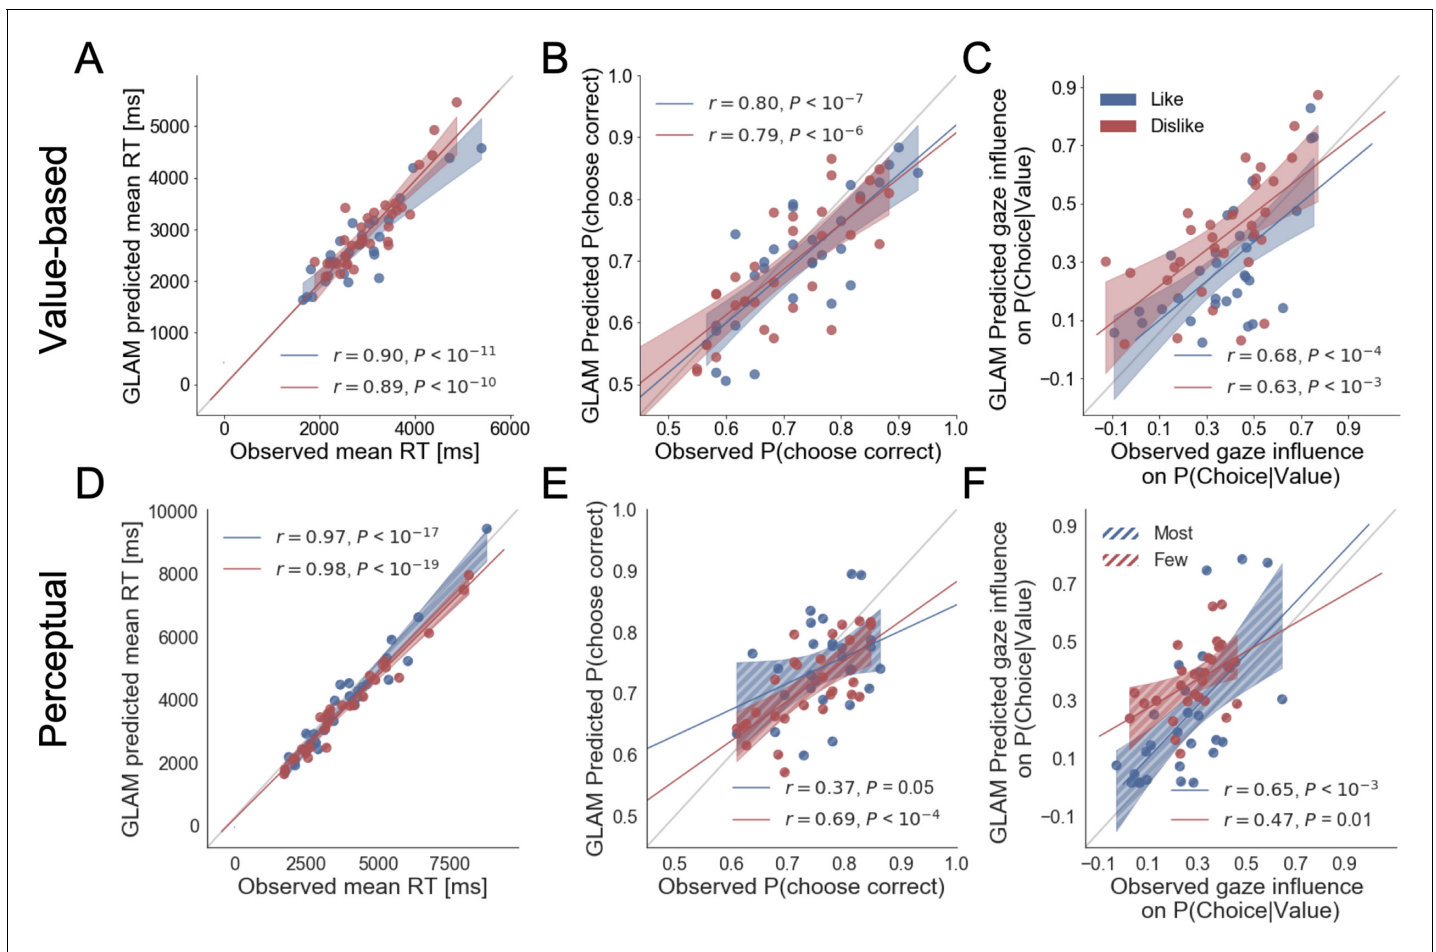 Value-based
A
GLAM predicted mean RT [ms]
5000
4000
3000
2000
1000
0
r = 0.90, P < 10⁻¹¹
r = 0.89, P < 10⁻¹⁰
0 2000 4000 6000
Observed mean RT [ms]
B
GLAM Predicted P(choose correct)
1.0
0.9
0.8
0.7
0.6
0.5
r = 0.80, P < 10⁻⁷
r = 0.79, P < 10⁻⁶
0.5 0.6 0.7 0.8 0.9 1.0
Observed P(choose correct)
C
GLAM Predicted gaze influence
on P(Choice|Value)
0.9
0.7
0.5
0.3
0.1
−0.1
Like
Dislike
r = 0.68, P < 10⁻⁴
r = 0.63, P < 10⁻³
−0.1 0.1 0.3 0.5 0.7 0.9
Observed gaze influence
on P(Choice|Value)
Perceptual
D
GLAM predicted mean RT [ms]
10000
8000
6000
4000
2000
0
r = 0.97, P < 10⁻¹⁷
r = 0.98, P < 10⁻¹⁹
0 2500 5000 7500
Observed mean RT [ms]
E
GLAM Predicted P(choose correct)
1.0
0.9
0.8
0.7
0.6
0.5
r = 0.37, P = 0.05
r = 0.69, P < 10⁻⁴
0.5 0.6 0.7 0.8 0.9 1.0
Observed P(choose correct)
F
GLAM Predicted gaze influence
on P(Choice|Value)
0.9
0.7
0.5
0.3
0.1
−0.1
Most
Few
r = 0.65, P < 10⁻³
r = 0.47, P = 0.01
−0.1 0.1 0.3 0.5 0.7 0.9
Observed gaze influence
on P(Choice|Value)